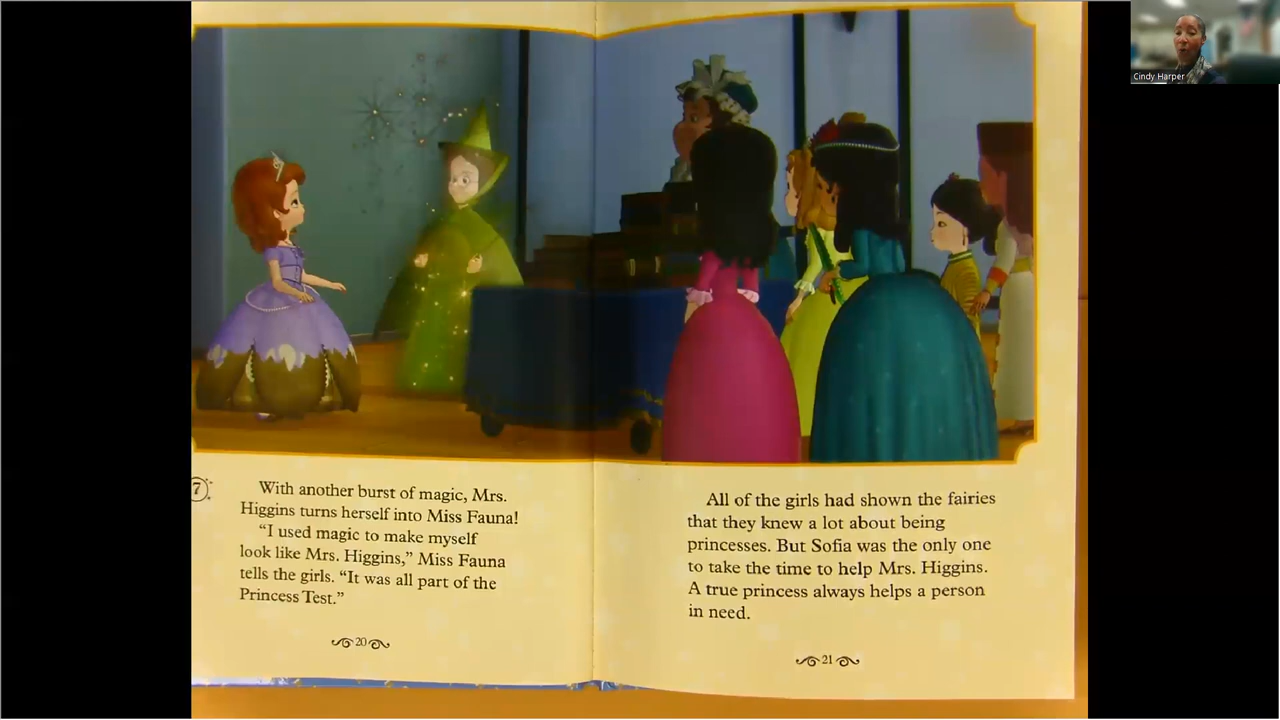 Cindy Harper
7
With another burst of magic, Mrs.
Higgins turns herself into Miss Fauna!
“I used magic to make myself
look like Mrs. Higgins,” Miss Fauna
tells the girls. “It was all part of the
Princess Test.”
20
All of the girls had shown the fairies
that they knew a lot about being
princesses. But Sofia was the only one
to take the time to help Mrs. Higgins.
A true princess always helps a person
in need.
21